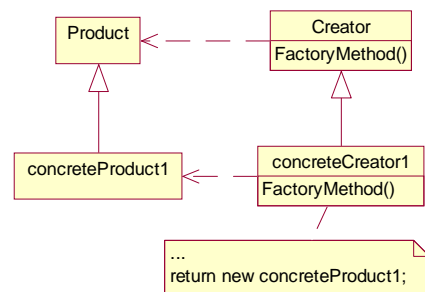 Product
Creator
FactoryMethod()
concreteProduct1
concreteCreator1
FactoryMethod()
...
return new concreteProduct1;